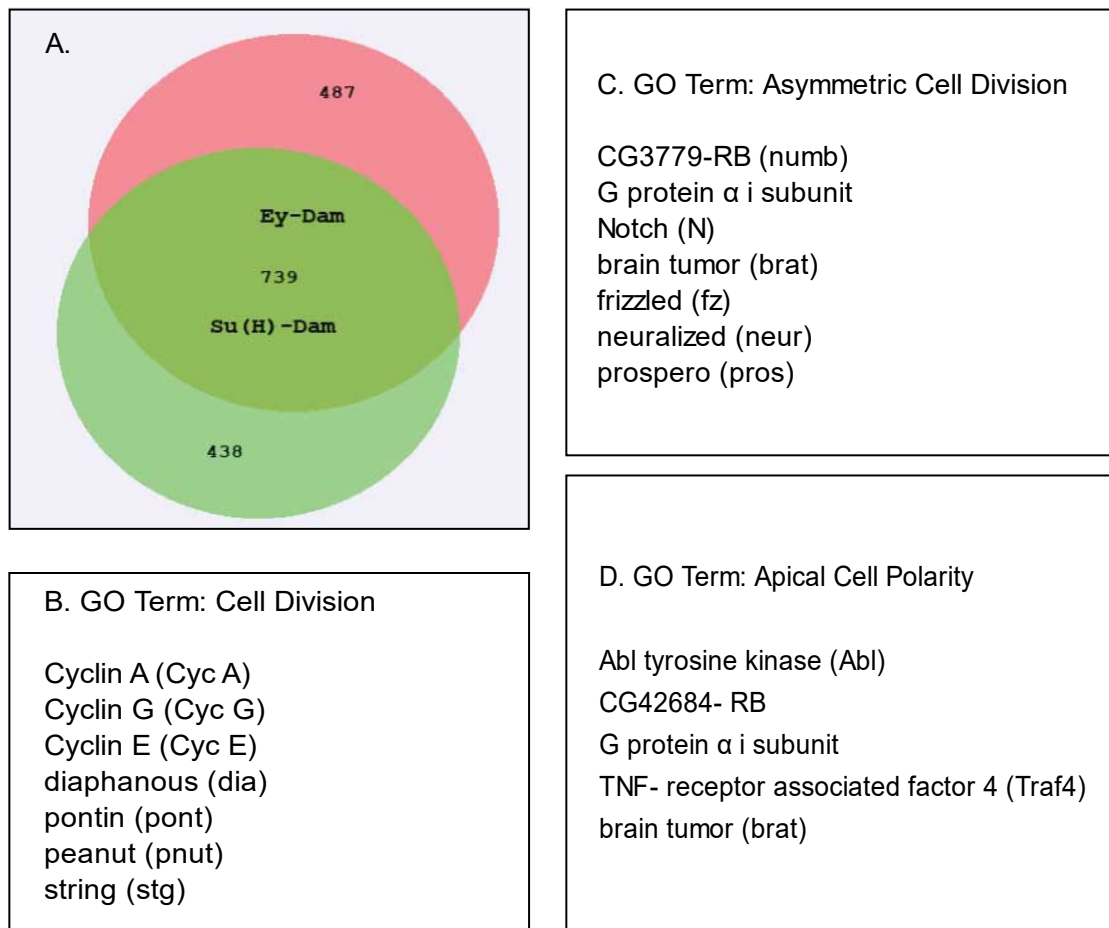 A.
487
Ey-Dam
739
Su(H)-Dam
438
B. GO Term: Cell Division
Cyclin A (Cyc A)
Cyclin G (Cyc G)
Cyclin E (Cyc E)
diaphanous (dia)
pontin (pont)
peanut (pnut)
string (stg)
C. GO Term: Asymmetric Cell Division
CG3779-RB (numb)
G protein α i subunit
Notch (N)
brain tumor (brat)
frizzled (fz)
neuralized (neur)
prospero (pros)
D. GO Term: Apical Cell Polarity
Abl tyrosine kinase (Abl)
CG42684- RB
G protein α i subunit
TNF- receptor associated factor 4 (Traf4)
brain tumor (brat)